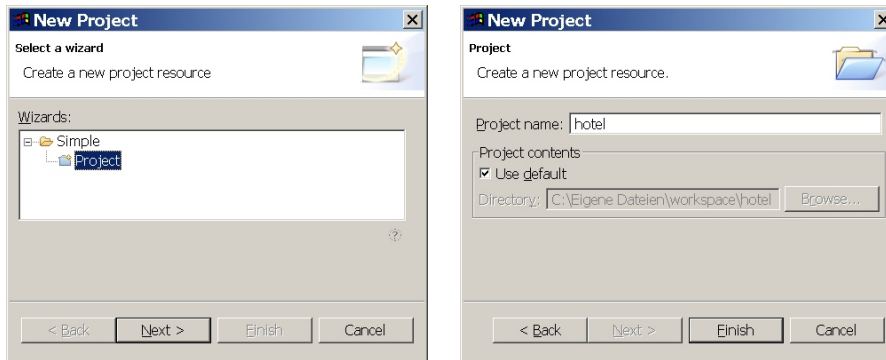 New Project
Select a wizard
Create a new project resource
Wizards:
Simple
Project
< Back Next > Finish Cancel
New Project
Project
Create a new project resource.
Project name: hotel
Project contents
Use default
Directory: C:\Eigene Dateien\workspace\hotel Browse...
< Back Next > Finish Cancel